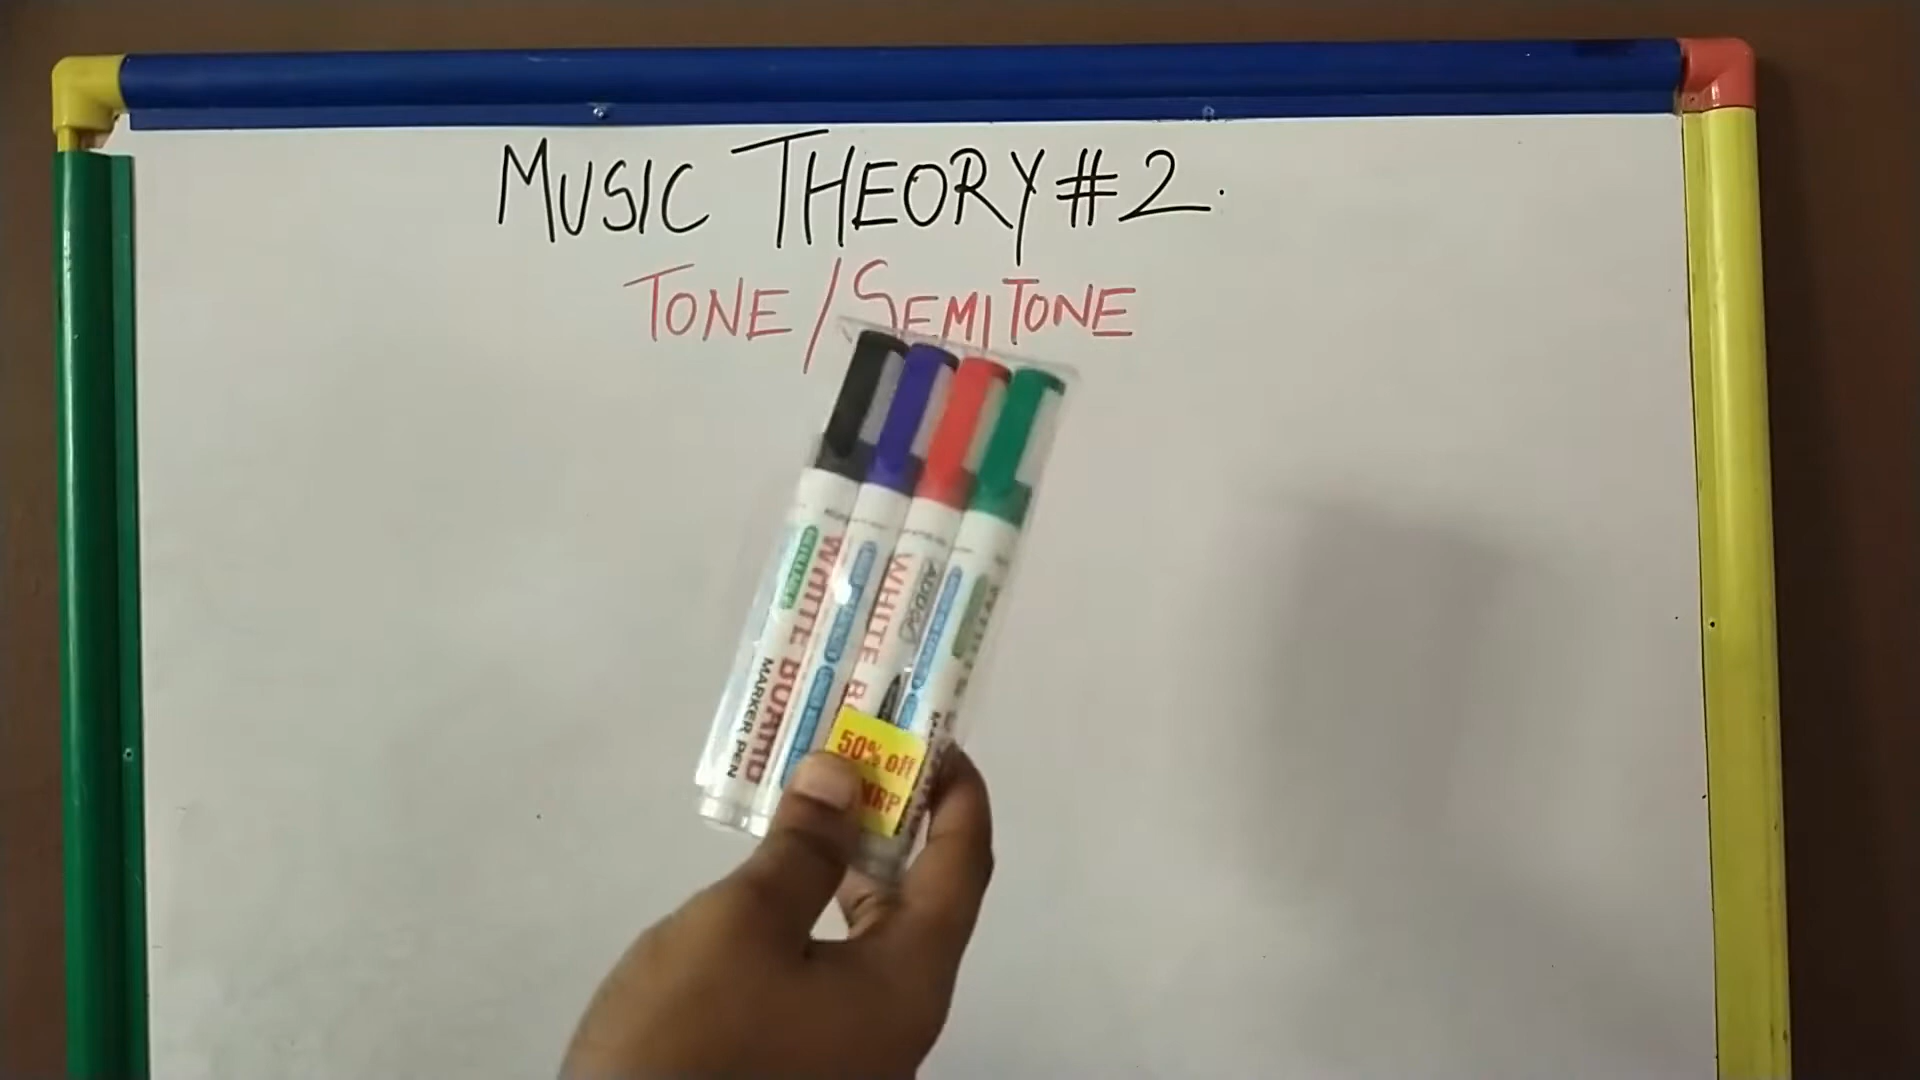 MUSIC THEORY #2.
TONE/SEMITONE
WHITE BOARD
MARKER PEN
WHITE
50% off
MRP